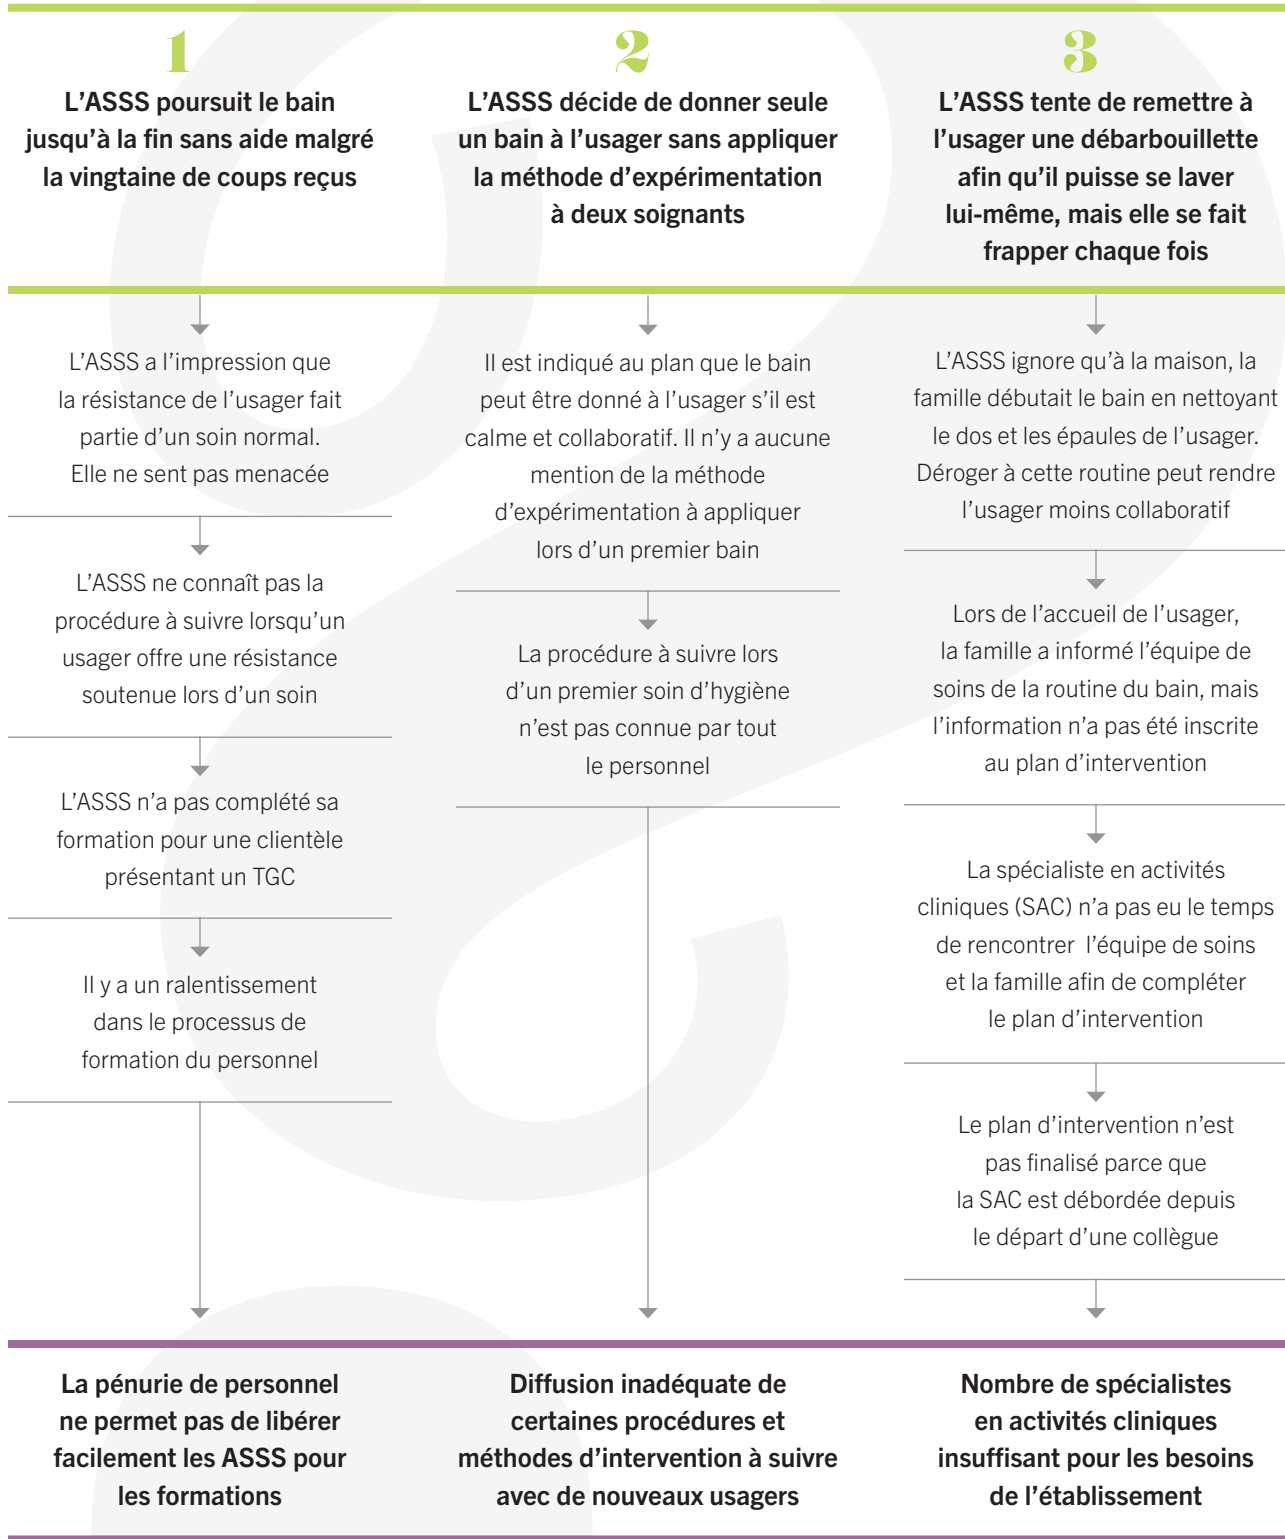 1
L'ASSS poursuit le bain
jusqu'à la fin sans aide malgré
la vingtaine de coups reçus
L'ASSS a l'impression que
la résistance de l'usager fait
partie d'un soin normal.
Elle ne sent pas menacée
L'ASSS ne connaît pas la
procédure à suivre lorsqu'un
usager offre une résistance
soutenue lors d'un soin
L'ASSS n'a pas complété sa
formation pour une clientèle
présentant un TGC
Il y a un ralentissement
dans le processus de
formation du personnel
La pénurie de personnel
ne permet pas de libérer
facilement les ASSS pour
les formations
2
L'ASSS décide de donner seule
un bain à l'usager sans appliquer
la méthode d'expérimentation
à deux soignants
Il est indiqué au plan que le bain
peut être donné à l'usager s'il est
calme et collaboratif. Il n'y a aucune
mention de la méthode
d'expérimentation à appliquer
lors d'un premier bain
La procédure à suivre lors
d'un premier soin d'hygiène
n'est pas connue par tout
le personnel
Diffusion inadéquate de
certaines procédures et
méthodes d'intervention à suivre
avec de nouveaux usagers
3
L'ASSS tente de remettre à
l'usager une débarbouillette
afin qu'il puisse se laver
lui-même, mais elle se fait
frapper chaque fois
L'ASSS ignore qu'à la maison, la
famille débutait le bain en nettoyant
le dos et les épaules de l'usager.
Déroger à cette routine peut rendre
l'usager moins collaboratif
Lors de l'accueil de l'usager,
la famille a informé l'équipe de
soins de la routine du bain, mais
l'information n'a pas été inscrite
au plan d'intervention
La spécialiste en activités
cliniques (SAC) n'a pas eu le temps
de rencontrer l'équipe de soins
et la famille afin de compléter
le plan d'intervention
Le plan d'intervention n'est
pas finalisé parce que
la SAC est débordée depuis
le départ d'une collègue
Nombre de spécialistes
en activités cliniques
insuffisant pour les besoins
de l'établissement